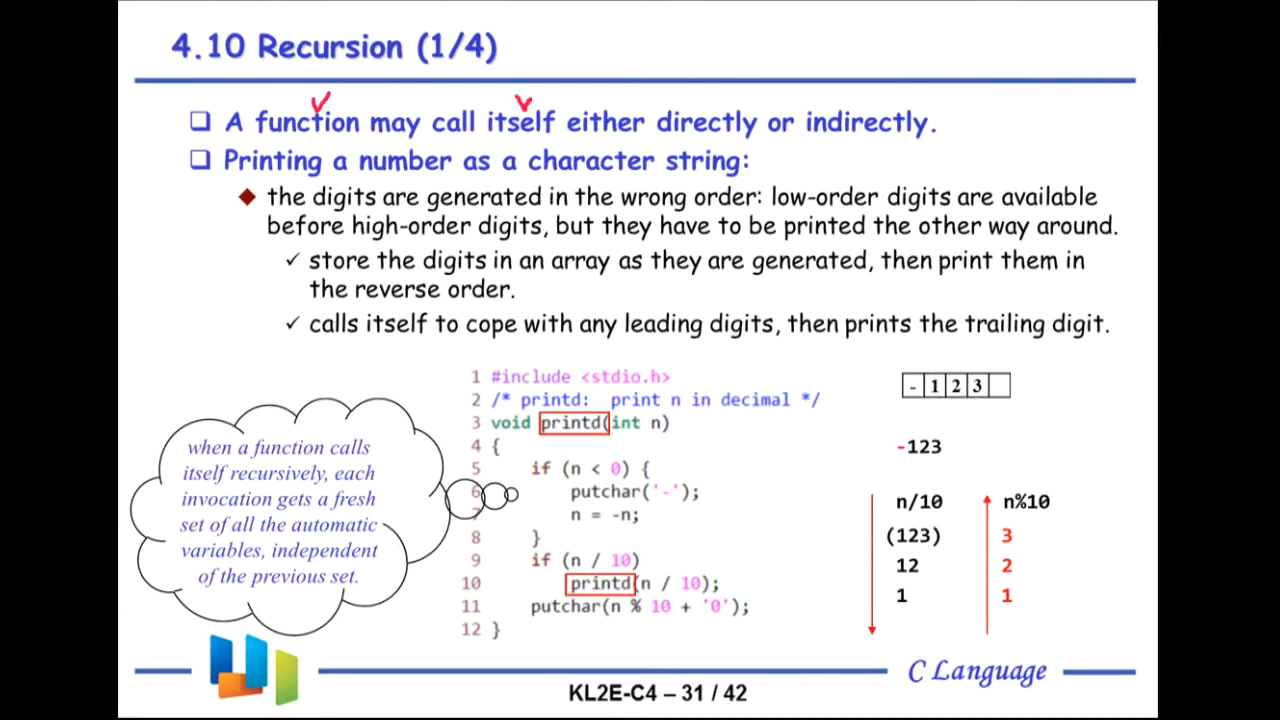 4.10 Recursion (1/4)
A function may call itself either directly or indirectly.
Printing a number as a character string:
the digits are generated in the wrong order: low-order digits are available
before high-order digits, but they have to be printed the other way around.
store the digits in an array as they are generated, then print them in
the reverse order.
calls itself to cope with any leading digits, then prints the trailing digit.
when a function calls
itself recursively, each
invocation gets a fresh
set of all the automatic
variables, independent
of the previous set.
1 #include <stdio.h>
2 /* printd:  print n in decimal */
3 void printd(int n)
4 {
5     if (n < 0) {
6         putchar('-');
7         n = -n;
8     }
9     if (n / 10)
10         printd(n / 10);
11     putchar(n % 10 + '0');
12 }
- 1 2 3
-123
n/10 n%10
(123) 3
12 2
1 1
C Language
KL2E-C4 – 31 / 42